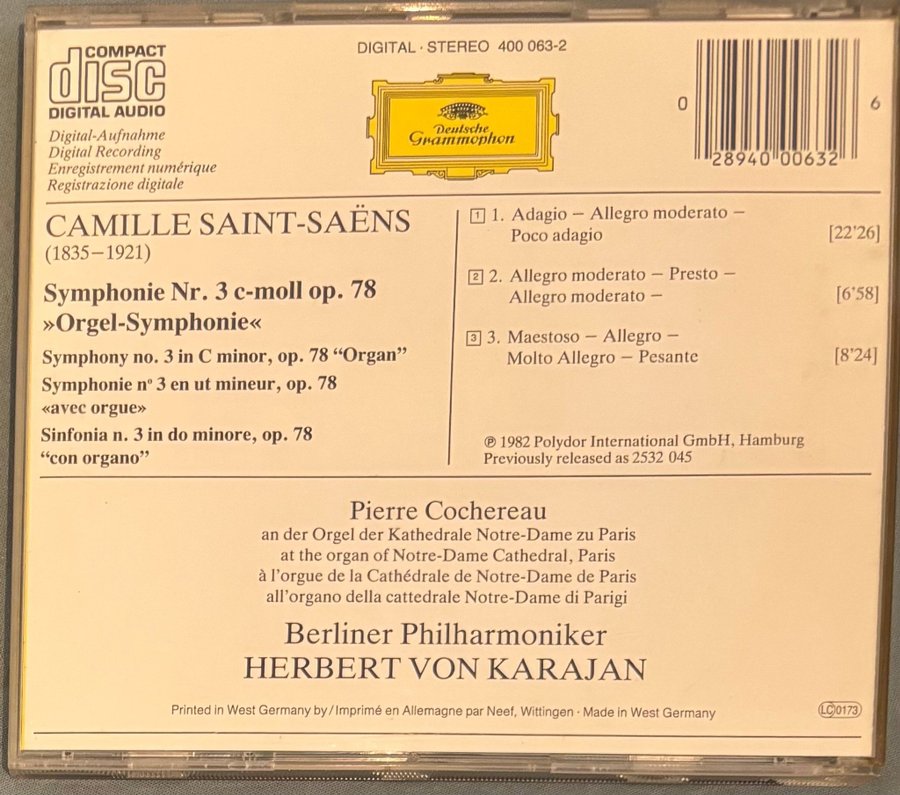 COMPACT
disc
DIGITAL AUDIO
DIGITAL · STEREO 400 063-2
Deutsche
Grammophon
0 28940 00632 6
Digital-Aufnahme
Digital Recording
Enregistrement numérique
Registrazione digitale
CAMILLE SAINT-SAËNS
(1835–1921)
Symphonie Nr. 3 c-moll op. 78
»Orgel-Symphonie«
Symphony no. 3 in C minor, op. 78 “Organ”
Symphonie nº 3 en ut mineur, op. 78
«avec orgue»
Sinfonia n. 3 in do minore, op. 78
“con organo”
1 1. Adagio – Allegro moderato –
Poco adagio [22'26]
2 2. Allegro moderato – Presto –
Allegro moderato – [6'58]
3 3. Maestoso – Allegro –
Molto Allegro – Pesante [8'24]
℗ 1982 Polydor International GmbH, Hamburg
Previously released as 2532 045
Pierre Cochereau
an der Orgel der Kathedrale Notre-Dame zu Paris
at the organ of Notre-Dame Cathedral, Paris
à l'orgue de la Cathédrale de Notre-Dame de Paris
all'organo della cattedrale Notre-Dame di Parigi
Berliner Philharmoniker
HERBERT VON KARAJAN
Printed in West Germany by / Imprimé en Allemagne par Neef, Wittingen · Made in West Germany
LC 0173